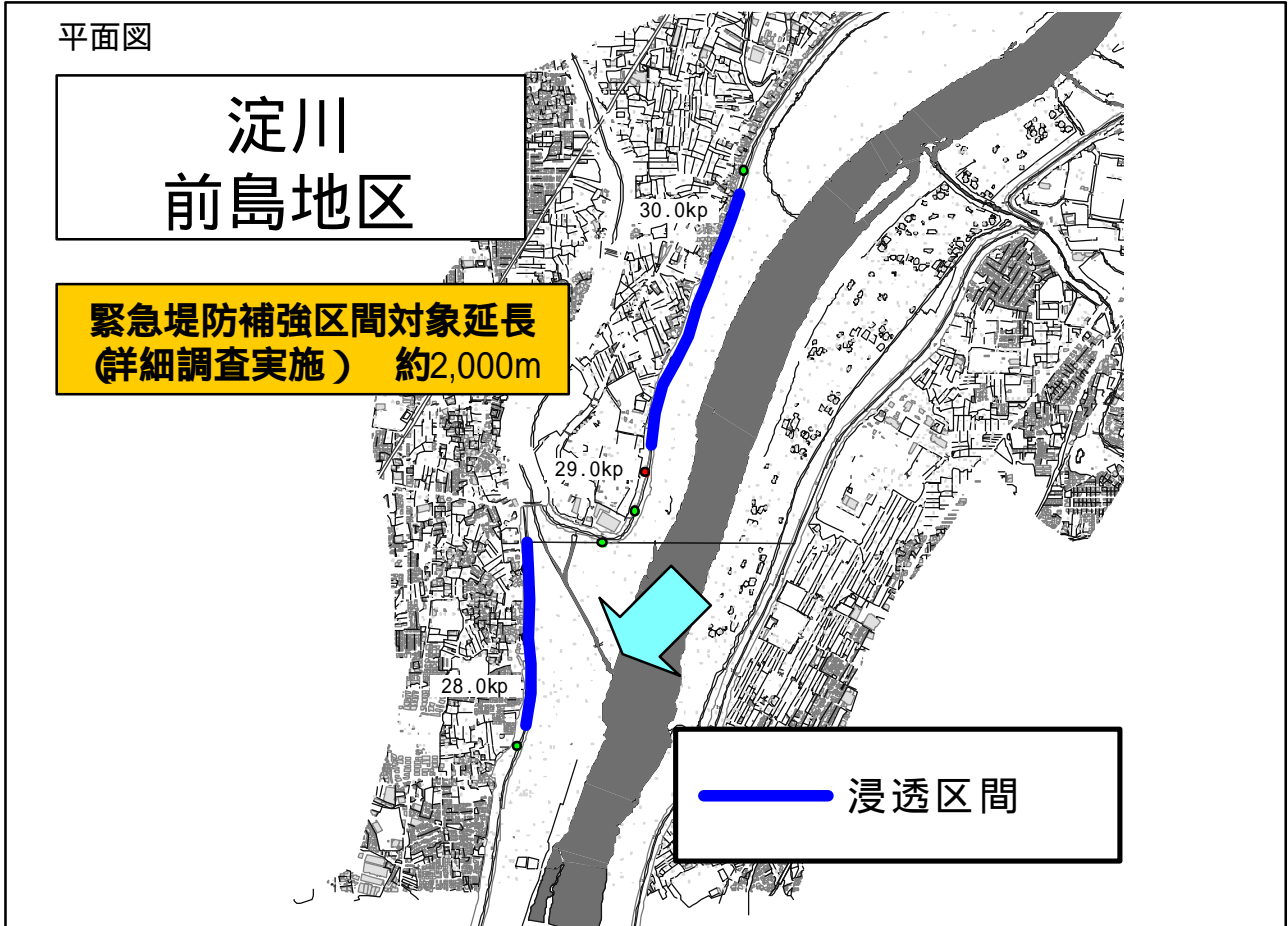 平面図
淀川
前島地区
緊急堤防補強区間対象延長
(詳細調査実施) 約2,000m
30.0kp
29.0kp
28.0kp
浸透区間